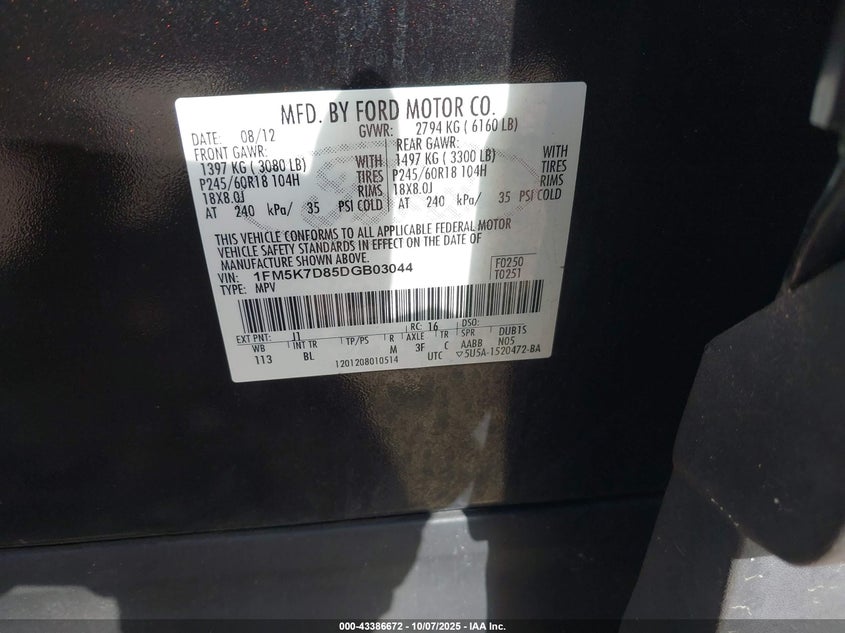 MFD. BY FORD MOTOR CO.
DATE: 08/12 GVWR: 2794 KG ( 6160 LB)
FRONT GAWR: REAR GAWR:
1397 KG ( 3080 LB) WITH 1497 KG ( 3300 LB) WITH
P245/60R18 104H TIRES P245/60R18 104H TIRES
18X8.0J RIMS 18X8.0J RIMS
AT 240 kPa/ 35 PSI COLD AT 240 kPa/ 35 PSI COLD
THIS VEHICLE CONFORMS TO ALL APPLICABLE FEDERAL MOTOR
VEHICLE SAFETY STANDARDS IN EFFECT ON THE DATE OF
MANUFACTURE SHOWN ABOVE.
VIN: 1FM5K7D85DGB03044 F0250
TYPE: MPV T0251
EXT PNT: 11 RC: 16 DSO:
WB INT TR TP/PS R AXLE TR SPR DUB1S
113 BL M 3F C AABB N05
1201208010514 UTC ▽5U5A-1520472-BA
000-43386672 - 10/07/2025 - IAA Inc.